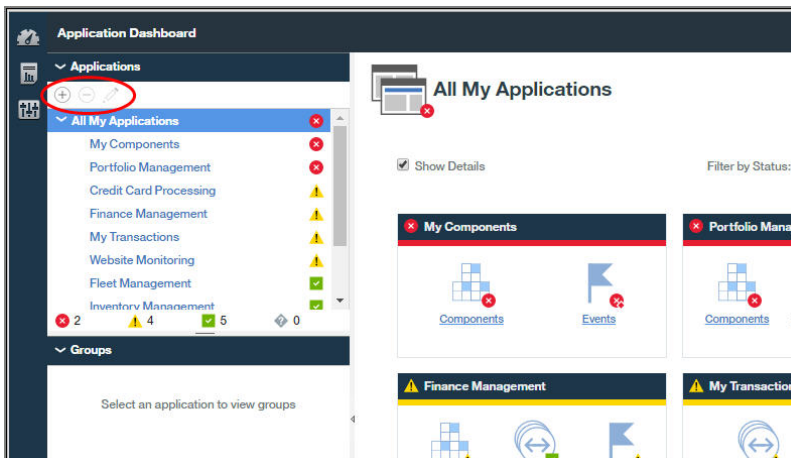 Application Dashboard
Applications
All My Applications
My Components
Portfolio Management
Credit Card Processing
Finance Management
My Transactions
Website Monitoring
Fleet Management
Inventory Management
2 4 5 0
Groups
Select an application to view groups
All My Applications
Show Details Filter by Status:
My Components
Components Events
Portfolio Mana
Components
Finance Management
My Transaction